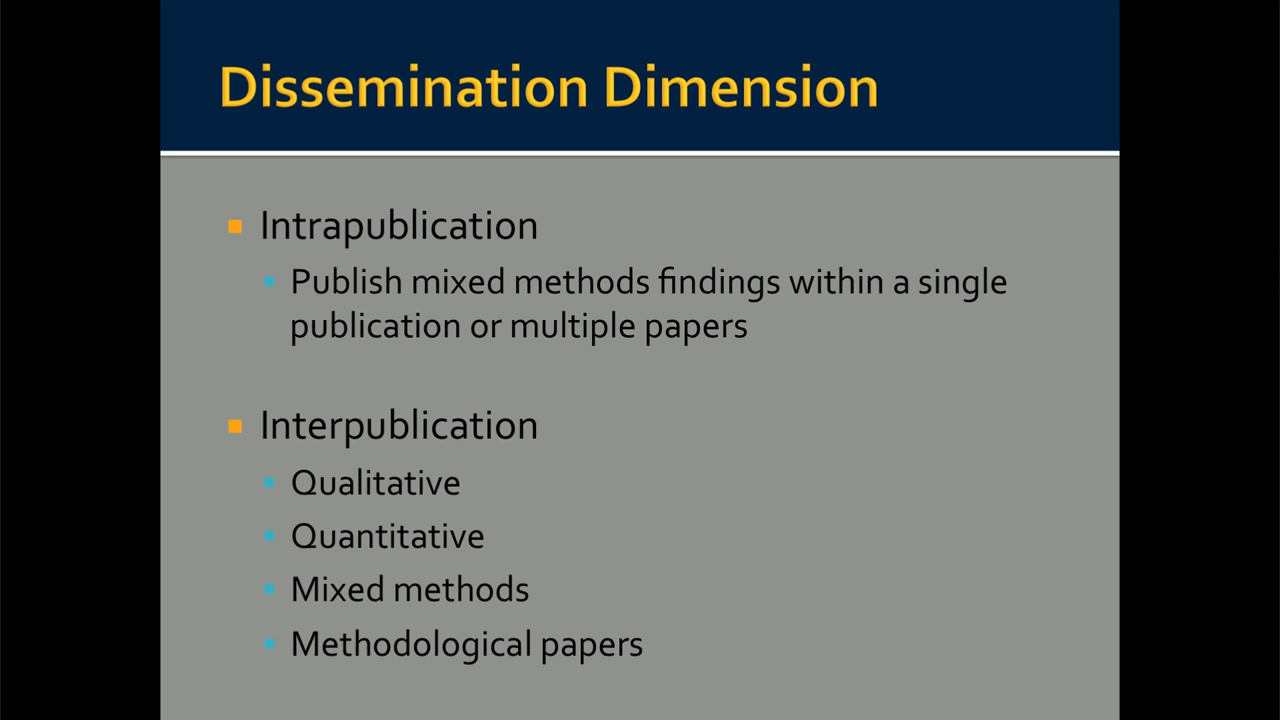 Dissemination Dimension
Intrapublication
Publish mixed methods findings within a single
publication or multiple papers
Interpublication
Qualitative
Quantitative
Mixed methods
Methodological papers